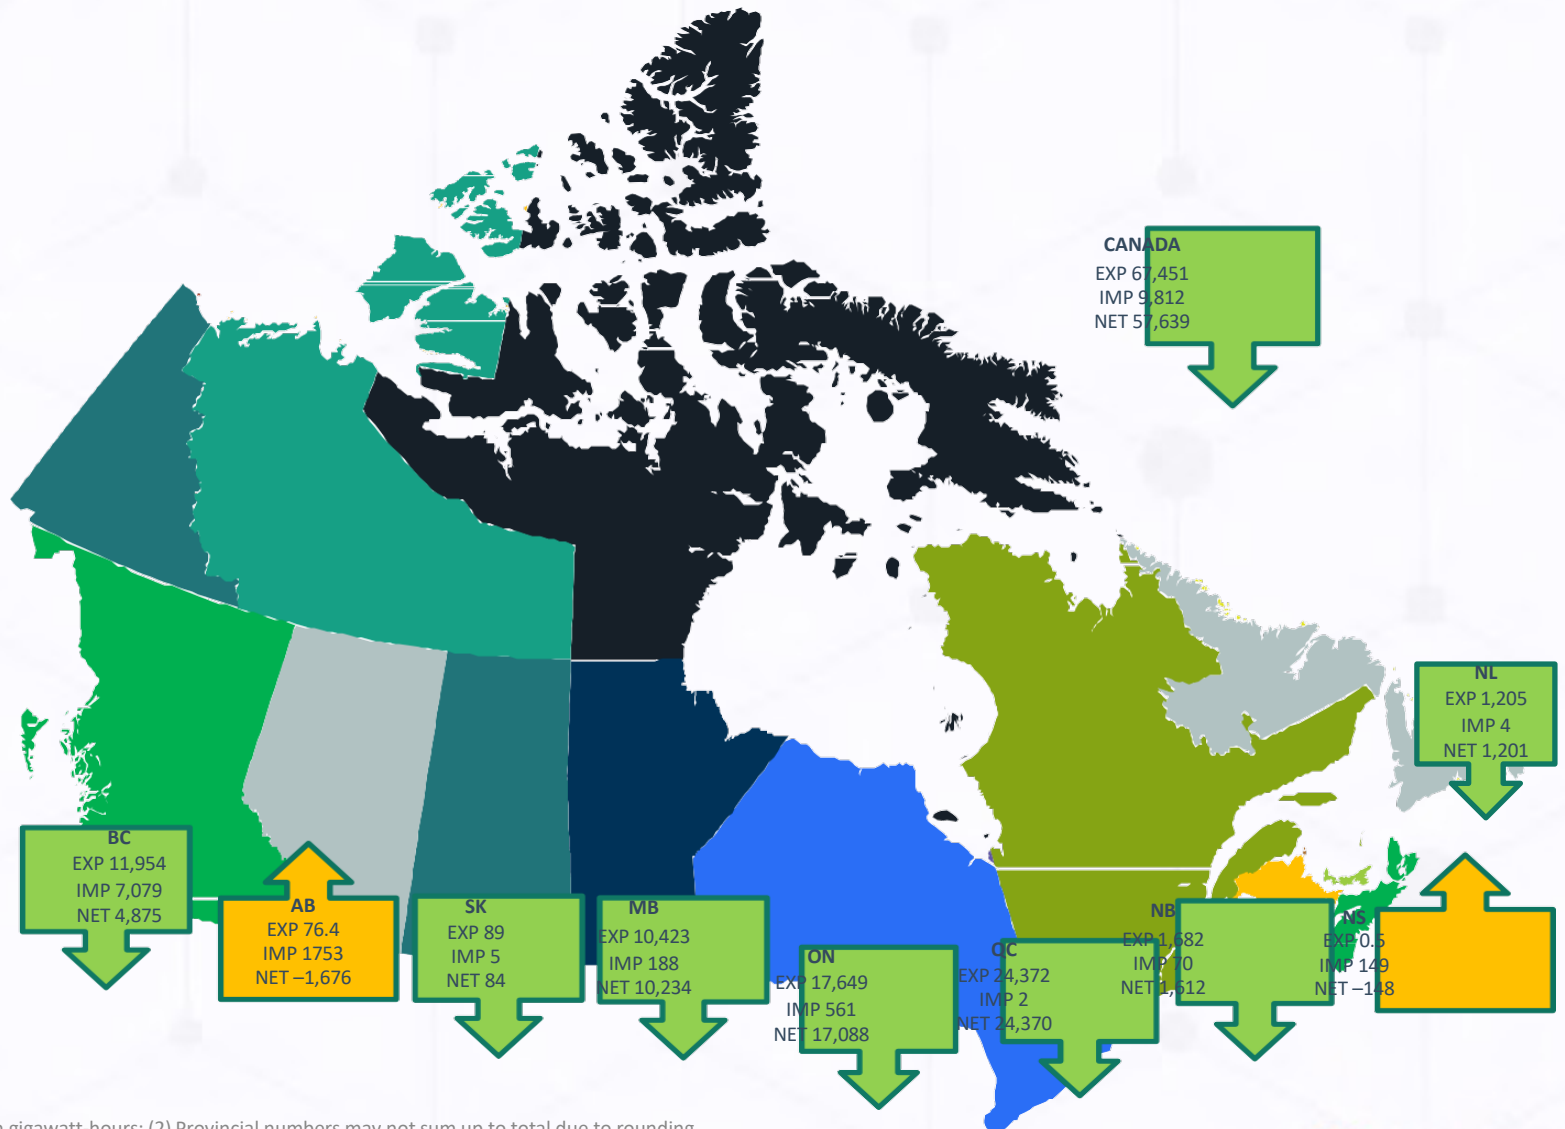 CANADA
EXP 67,451
IMP 9,812
NET 57,639
NL
EXP 1,205
IMP 4
NET 1,201
BC
EXP 11,954
IMP 7,079
NET 4,875
AB
EXP 76.4
IMP 1753
NET –1,676
SK
EXP 89
IMP 5
NET 84
MB
EXP 10,423
IMP 188
NET 10,234
ON
EXP 17,649
IMP 561
NET 17,088
QC
EXP 24,372
IMP 2
NET 24,370
NB
EXP 1,682
IMP 70
NET 1,612
NS
EXP 0.5
IMP 149
NET –148
gigawatt-hours; (2) Provincial numbers may not sum up to total due to rounding